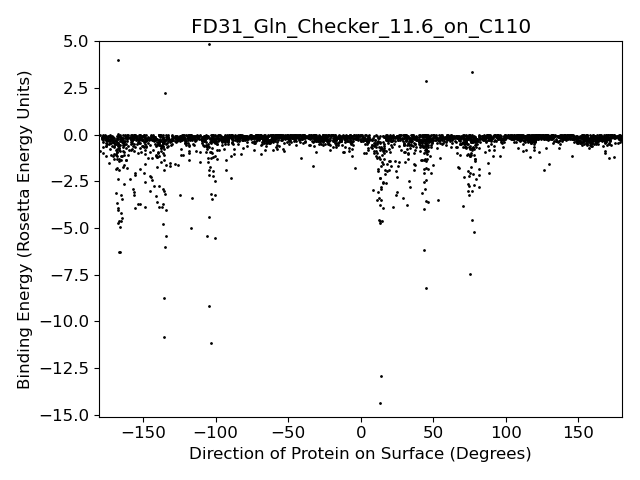 FD31_Gln_Checker_11.6_on_C110
5.0
2.5
0.0
−2.5
−5.0
−7.5
−10.0
−12.5
−15.0
Binding Energy (Rosetta Energy Units)
−150 −100 −50 0 50 100 150
Direction of Protein on Surface (Degrees)